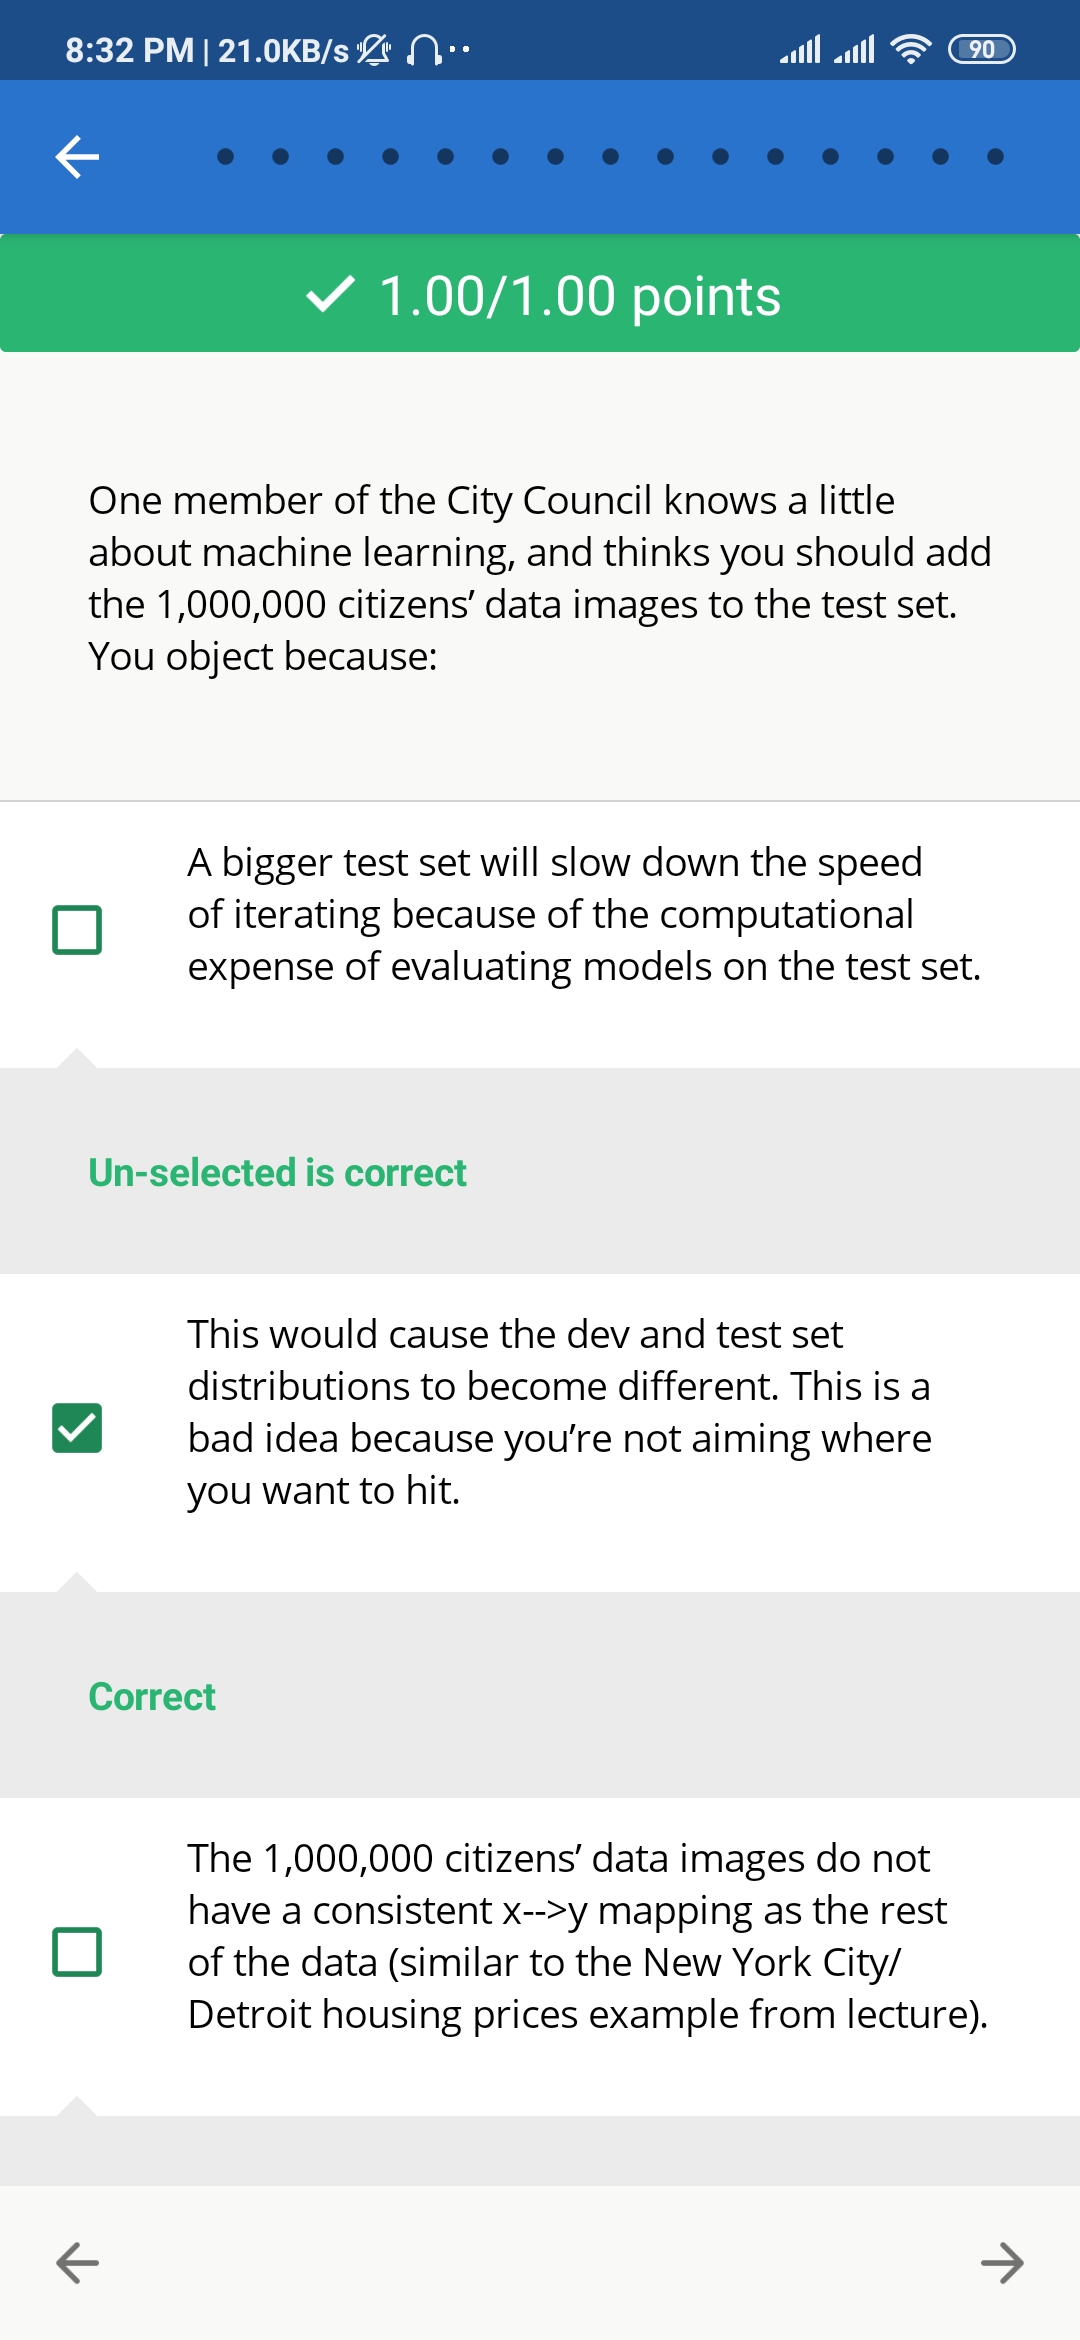 8:32 PM | 21.0KB/s
90
1.00/1.00 points
One member of the City Council knows a little
about machine learning, and thinks you should add
the 1,000,000 citizens’ data images to the test set.
You object because:
A bigger test set will slow down the speed
of iterating because of the computational
expense of evaluating models on the test set.
Un-selected is correct
This would cause the dev and test set
distributions to become different. This is a
bad idea because you’re not aiming where
you want to hit.
Correct
The 1,000,000 citizens’ data images do not
have a consistent x-->y mapping as the rest
of the data (similar to the New York City/
Detroit housing prices example from lecture).